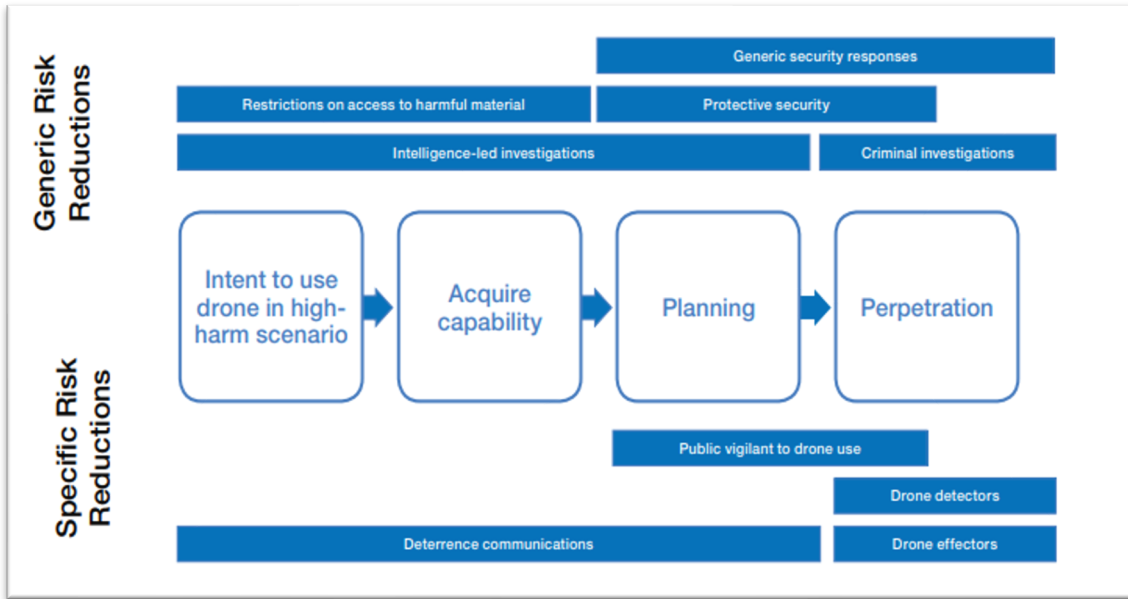 Generic Risk
Reductions
Generic security responses
Restrictions on access to harmful material
Protective security
Intelligence-led investigations
Criminal investigations
Intent to use
drone in high-
harm scenario
Acquire
capability
Planning
Perpetration
Specific Risk
Reductions
Public vigilant to drone use
Drone detectors
Deterrence communications
Drone effectors